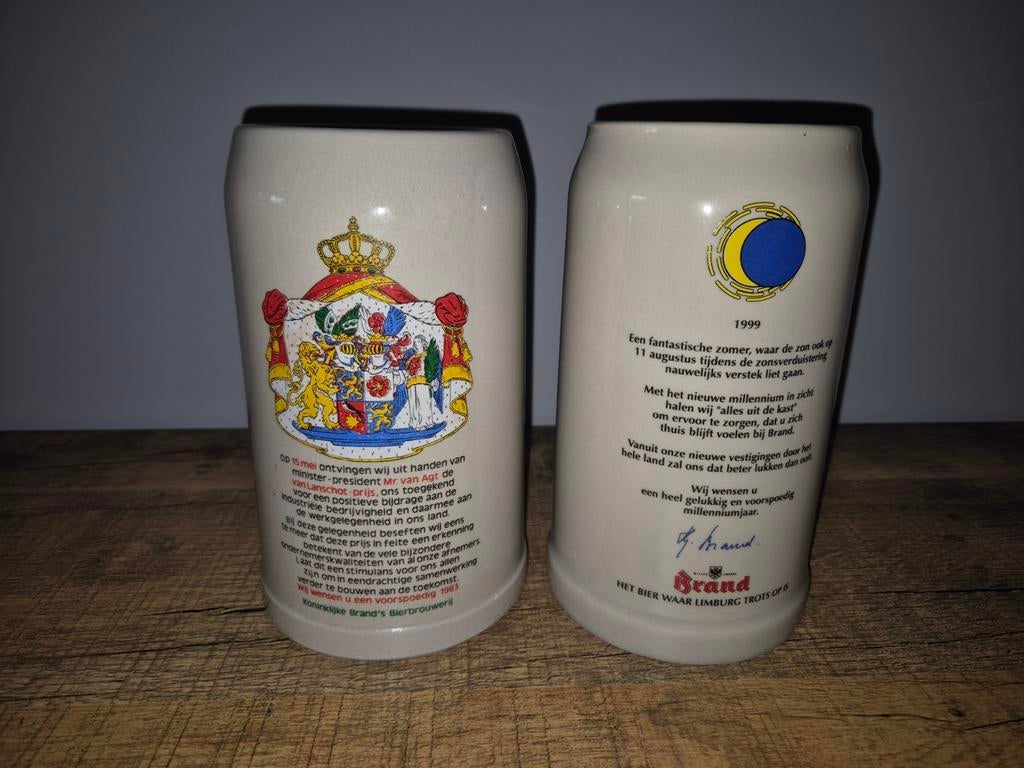 Op 15 mei ontvingen wij uit handen van
minister-president Mr. van Agt de
van Lanschot-prijs, ons toegekend
voor een positieve bijdrage aan de
industriële bedrijvigheid en daarmee aan
de werkgelegenheid in ons land.
Bij deze gelegenheid beseften wij eens
te meer dat deze prijs in feite een erkenning
betekent van de vele bijzondere
ondernemerskwaliteiten van al onze afnemers.
Laat dit een stimulans voor ons allen
zijn om in eendrachtige samenwerking
verder te bouwen aan de toekomst.
Wij wensen u een voorspoedig 1983
Koninklijke Brand's Bierbrouwerij
1999
Een fantastische zomer, waar de zon ook op
11 augustus tijdens de zonsverduistering
nauwelijks verstek liet gaan.
Met het nieuwe millennium in zicht
halen wij "alles uit de kast"
om ervoor te zorgen, dat u zich
thuis blijft voelen bij Brand.
Vanuit onze nieuwe vestigingen door het
hele land zal ons dat beter lukken dan ooit.
Wij wensen u
een heel gelukkig en voorspoedig
millenniumjaar.
Brand.
Brand
HET BIER WAAR LIMBURG TROTS OP IS